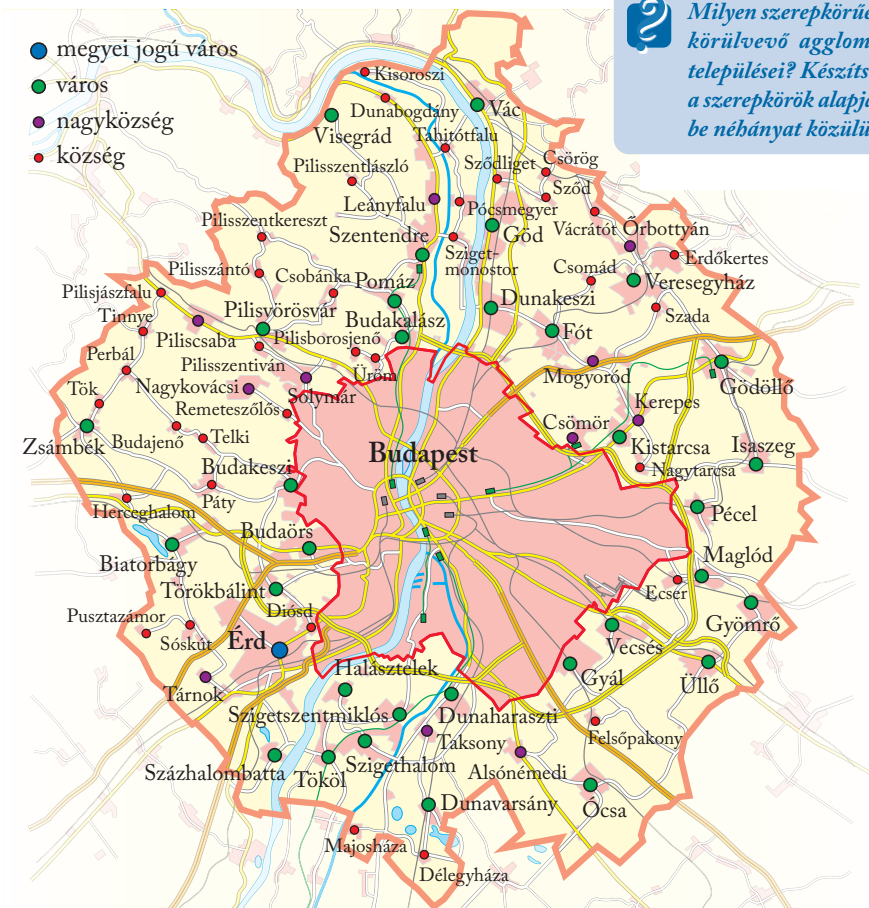 megyei jogú város
város
nagyközség
község
Milyen szerepkörűe
körülvevő agglom
települései? Készíts
a szerepkörök alapj
be néhányat közülü
Kisoroszi
Dunabogdány
Vác
Visegrád
Tahitótfalu
Pilisszentlászló
Sződliget
Csörög
Sződ
Leányfalu
Pócsmegyer
Vácrátót
Őrbottyán
Pilisszentkereszt
Szentendre
Göd
Sziget-
monostor
Erdőkertes
Pilisszántó
Csobánka
Pomáz
Csomád
Veresegyház
Pilisjászfalu
Tinnye
Pilisvörösvár
Budakalász
Dunakeszi
Szada
Piliscsaba
Pilisborosjenő
Fót
Perbál
Pilisszentiván
Üröm
Mogyoród
Gödöllő
Tök
Nagykovácsi
Solymár
Remeteszőlős
Kerepes
Csömör
Zsámbék
Budajenő
Telki
Budapest
Kistarcsa
Isaszeg
Budakeszi
Nagytarcsa
Páty
Herceghalom
Pécel
Budaörs
Biatorbágy
Maglód
Törökbálint
Ecser
Pusztazámor
Diósd
Gyömrő
Sóskút
Érd
Vecsés
Halásztelek
Gyál
Üllő
Tárnok
Szigetszentmiklós
Dunaharaszti
Taksony
Felsőpakony
Százhalombatta
Tököl
Szigethalom
Alsónémedi
Dunavarsány
Ócsa
Majosháza
Délegyháza